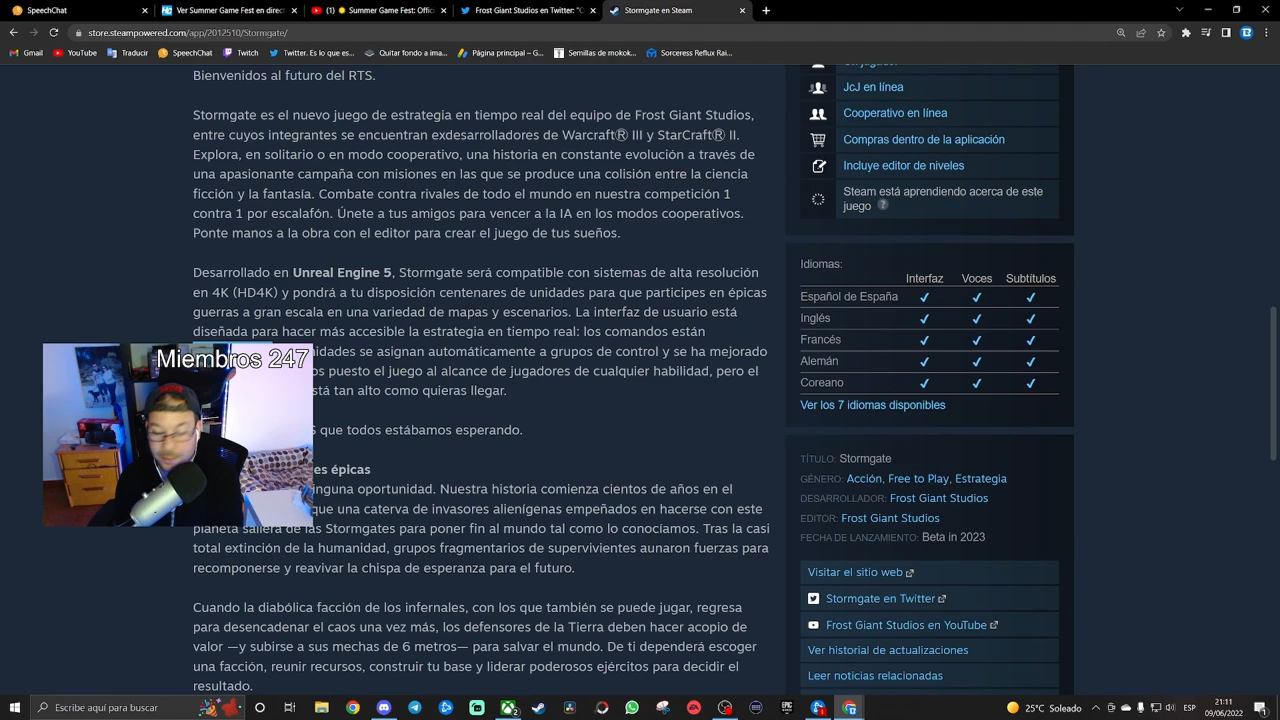 SpeechChat
Ver Summer Game Fest en direct
(1) Summer Game Fest: Offici
Frost Giant Studios en Twitter: "C
Stormgate en Steam
store.steampowered.com/app/2012510/Stormgate/
Gmail
YouTube
Traducir
SpeechChat
Twitch
Twitter. Es lo que es...
Quitar fondo a imag...
Página principal – G...
Semillas de mokok...
Sorceress Reflux Rai...
Bienvenidos al futuro del RTS.
Stormgate es el nuevo juego de estrategia en tiempo real del equipo de Frost Giant Studios,
entre cuyos integrantes se encuentran exdesarrolladores de Warcraft® III y StarCraft® II.
Explora, en solitario o en modo cooperativo, una historia en constante evolución a través de
una apasionante campaña con misiones en las que se produce una colisión entre la ciencia
ficción y la fantasía. Combate contra rivales de todo el mundo en nuestra competición 1
contra 1 por escalafón. Únete a tus amigos para vencer a la IA en los modos cooperativos.
Ponte manos a la obra con el editor para crear el juego de tus sueños.
Desarrollado en Unreal Engine 5, Stormgate será compatible con sistemas de alta resolución
en 4K (HD4K) y pondrá a tu disposición centenares de unidades para que participes en épicas
guerras a gran escala en una variedad de mapas y escenarios. La interfaz de usuario está
diseñada para hacer más accesible la estrategia en tiempo real: los comandos están
Miembros 247
idades se asignan automáticamente a grupos de control y se ha mejorado
os puesto el juego al alcance de jugadores de cualquier habilidad, pero el
stá tan alto como quieras llegar.
que todos estábamos esperando.
es épicas
inguna oportunidad. Nuestra historia comienza cientos de años en el
que una caterva de invasores alienígenas empeñados en hacerse con este
planeta saliera de las Stormgates para poner fin al mundo tal como lo conocíamos. Tras la casi
total extinción de la humanidad, grupos fragmentarios de supervivientes aunaron fuerzas para
recomponerse y reavivar la chispa de esperanza para el futuro.
Cuando la diabólica facción de los infernales, con los que también se puede jugar, regresa
para desencadenar el caos una vez más, los defensores de la Tierra deben hacer acopio de
valor —y subirse a sus mechas de 6 metros— para salvar el mundo. De ti dependerá escoger
una facción, reunir recursos, construir tu base y liderar poderosos ejércitos para decidir el
resultado.
JcJ en línea
Cooperativo en línea
Compras dentro de la aplicación
Incluye editor de niveles
Steam está aprendiendo acerca de este
juego ?
Idiomas:
Interfaz Voces Subtítulos
Español de España ✔ ✔ ✔
Inglés ✔ ✔ ✔
Francés ✔ ✔ ✔
Alemán ✔ ✔ ✔
Coreano ✔ ✔ ✔
Ver los 7 idiomas disponibles
TÍTULO: Stormgate
GÉNERO: Acción, Free to Play, Estrategia
DESARROLLADOR: Frost Giant Studios
EDITOR: Frost Giant Studios
FECHA DE LANZAMIENTO: Beta in 2023
Visitar el sitio web
Stormgate en Twitter
Frost Giant Studios en YouTube
Ver historial de actualizaciones
Leer noticias relacionadas
Escribe aquí para buscar
25°C Soleado
ESP
21:11
09/06/2022